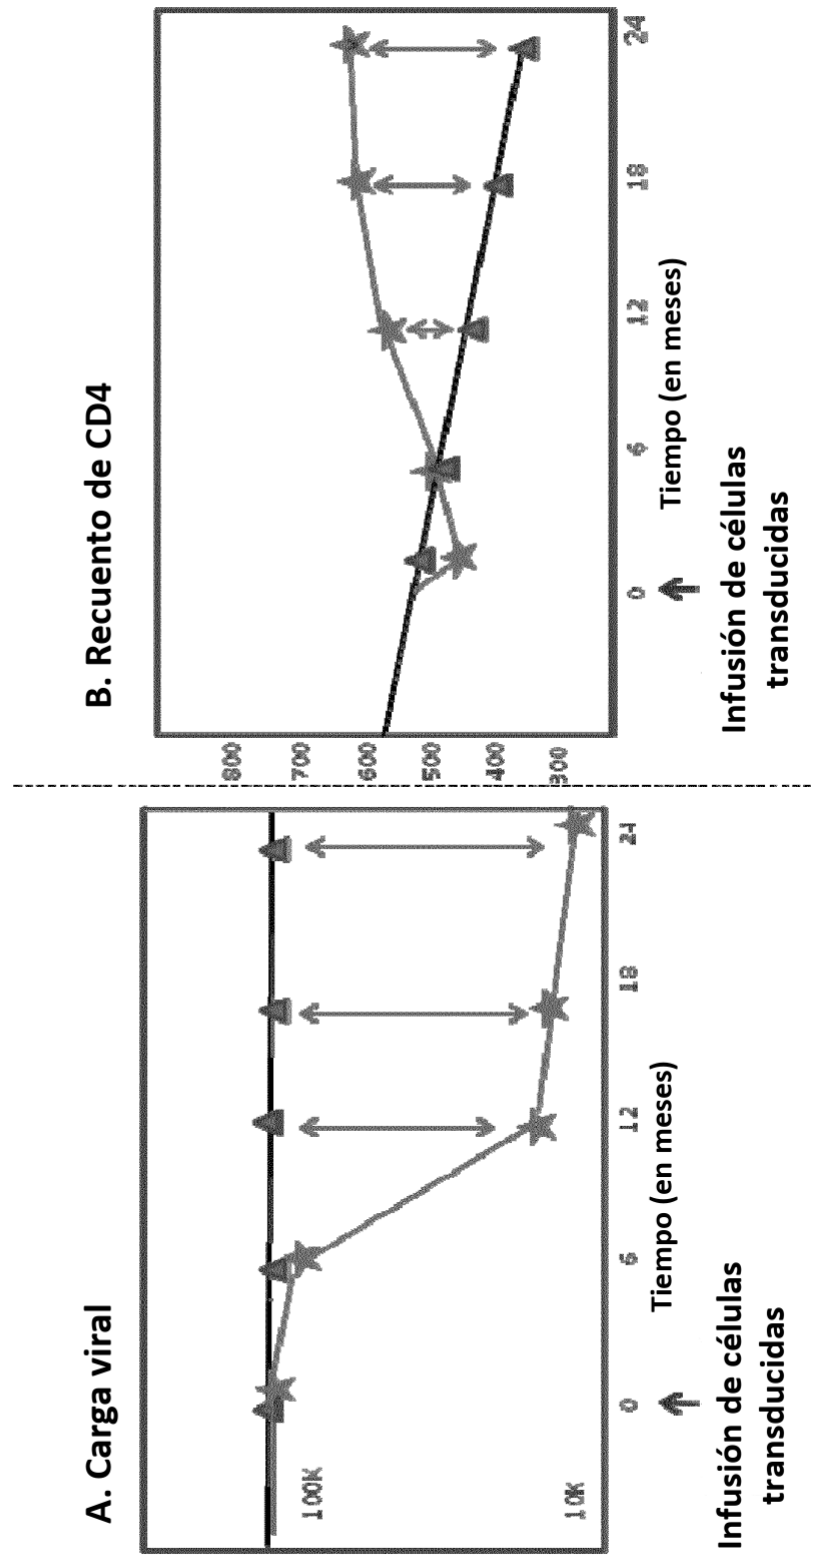 A. Carga viral
100K
10K
0
6
12
18
24
Tiempo (en meses)
Infusión de células
transducidas
B. Recuento de CD4
800
700
600
500
400
300
0
6
12
18
24
Tiempo (en meses)
Infusión de células
transducidas